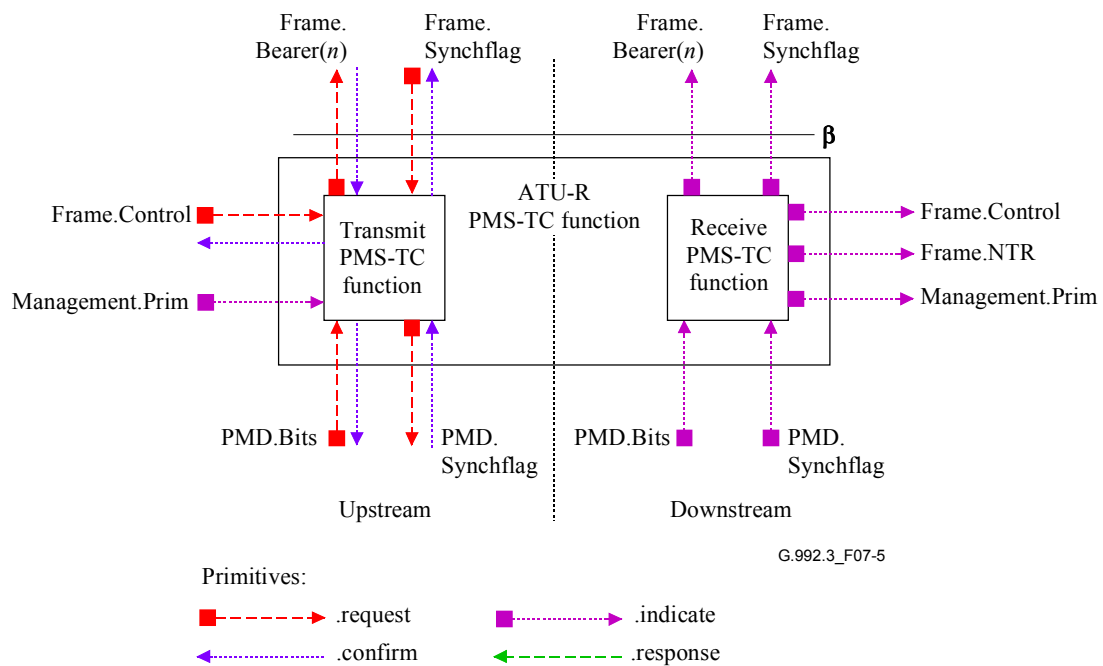 Frame.
Bearer(n)
Frame.
Synchflag
Frame.
Bearer(n)
Frame.
Synchflag
β
ATU-R
PMS-TC function
Transmit
PMS-TC
function
Receive
PMS-TC
function
Frame.Control
Management.Prim
Frame.Control
Frame.NTR
Management.Prim
PMD.Bits
PMD.
Synchflag
PMD.Bits
PMD.
Synchflag
Upstream
Downstream
G.992.3_F07-5
Primitives:
.request
.indicate
.confirm
.response